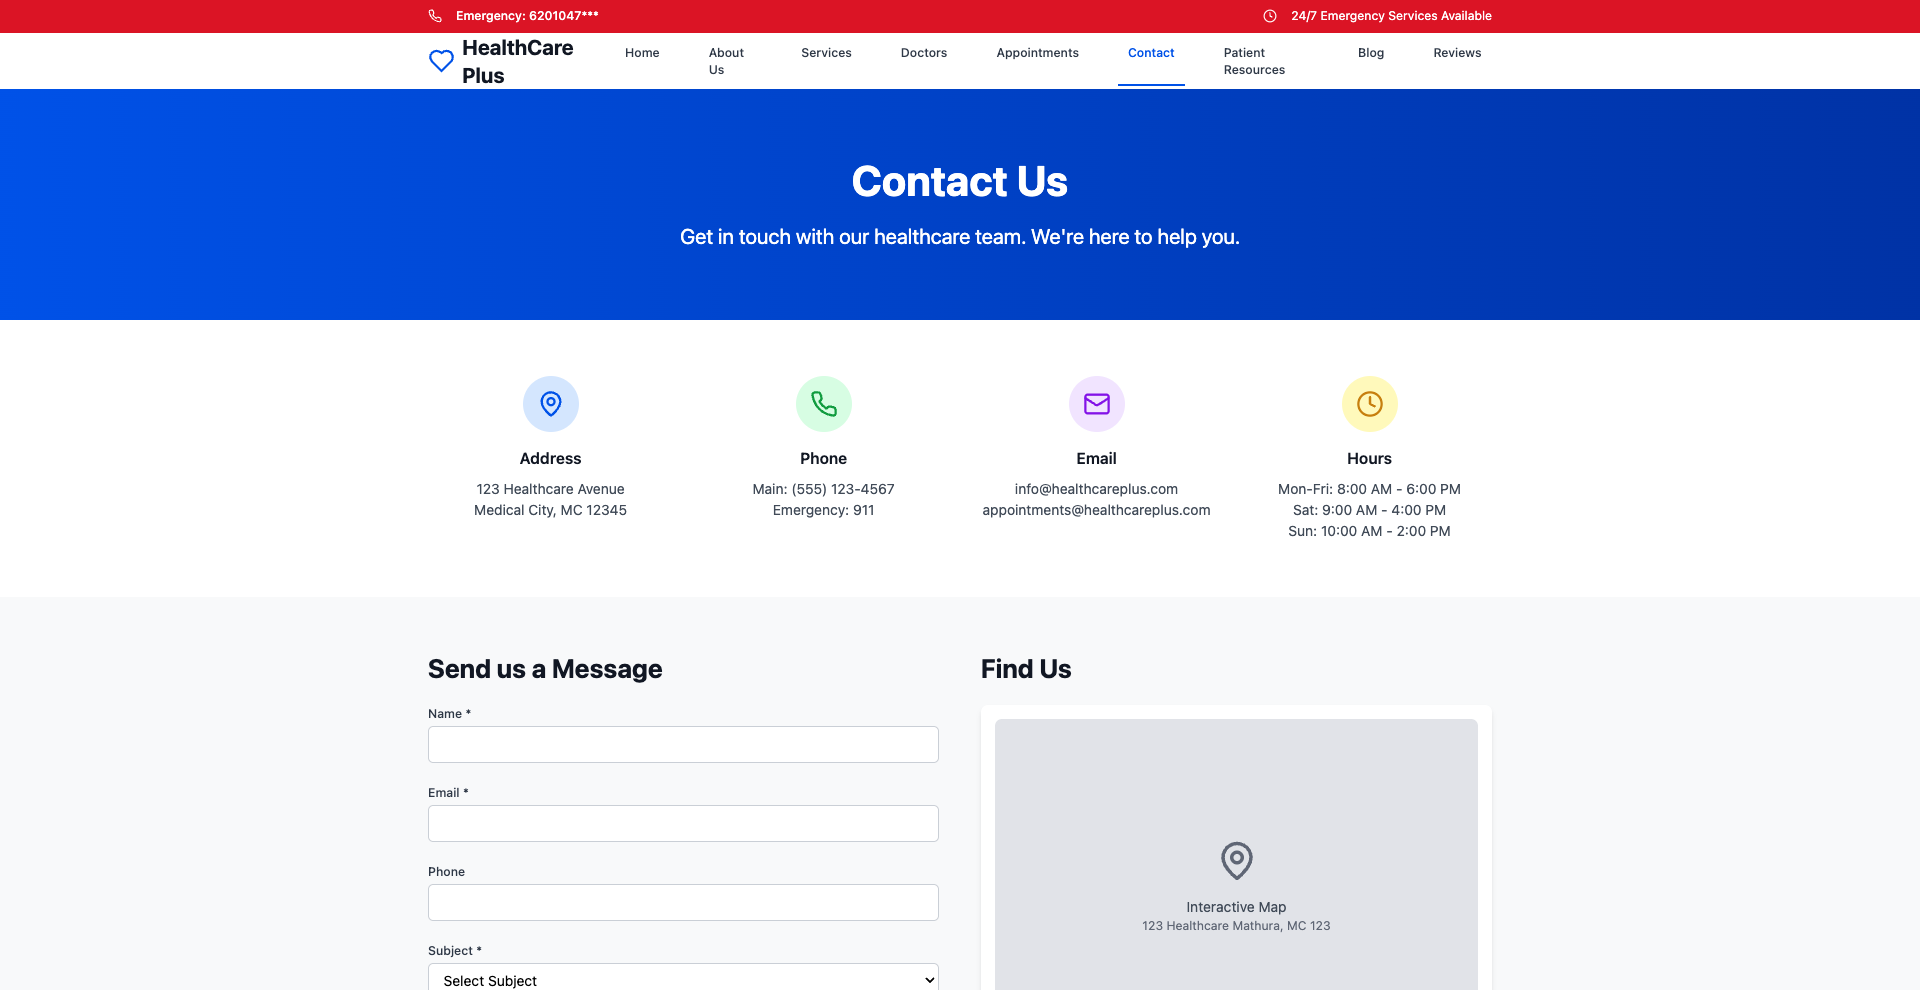 Emergency: 6201047***
24/7 Emergency Services Available
HealthCare
Plus
Home
About
Us
Services
Doctors
Appointments
Contact
Patient
Resources
Blog
Reviews
Contact Us
Get in touch with our healthcare team. We're here to help you.
Address
123 Healthcare Avenue
Medical City, MC 12345
Phone
Main: (555) 123-4567
Emergency: 911
Email
info@healthcareplus.com
appointments@healthcareplus.com
Hours
Mon-Fri: 8:00 AM - 6:00 PM
Sat: 9:00 AM - 4:00 PM
Sun: 10:00 AM - 2:00 PM
Send us a Message
Name *
Email *
Phone
Subject *
Select Subject
Find Us
Interactive Map
123 Healthcare Mathura, MC 123